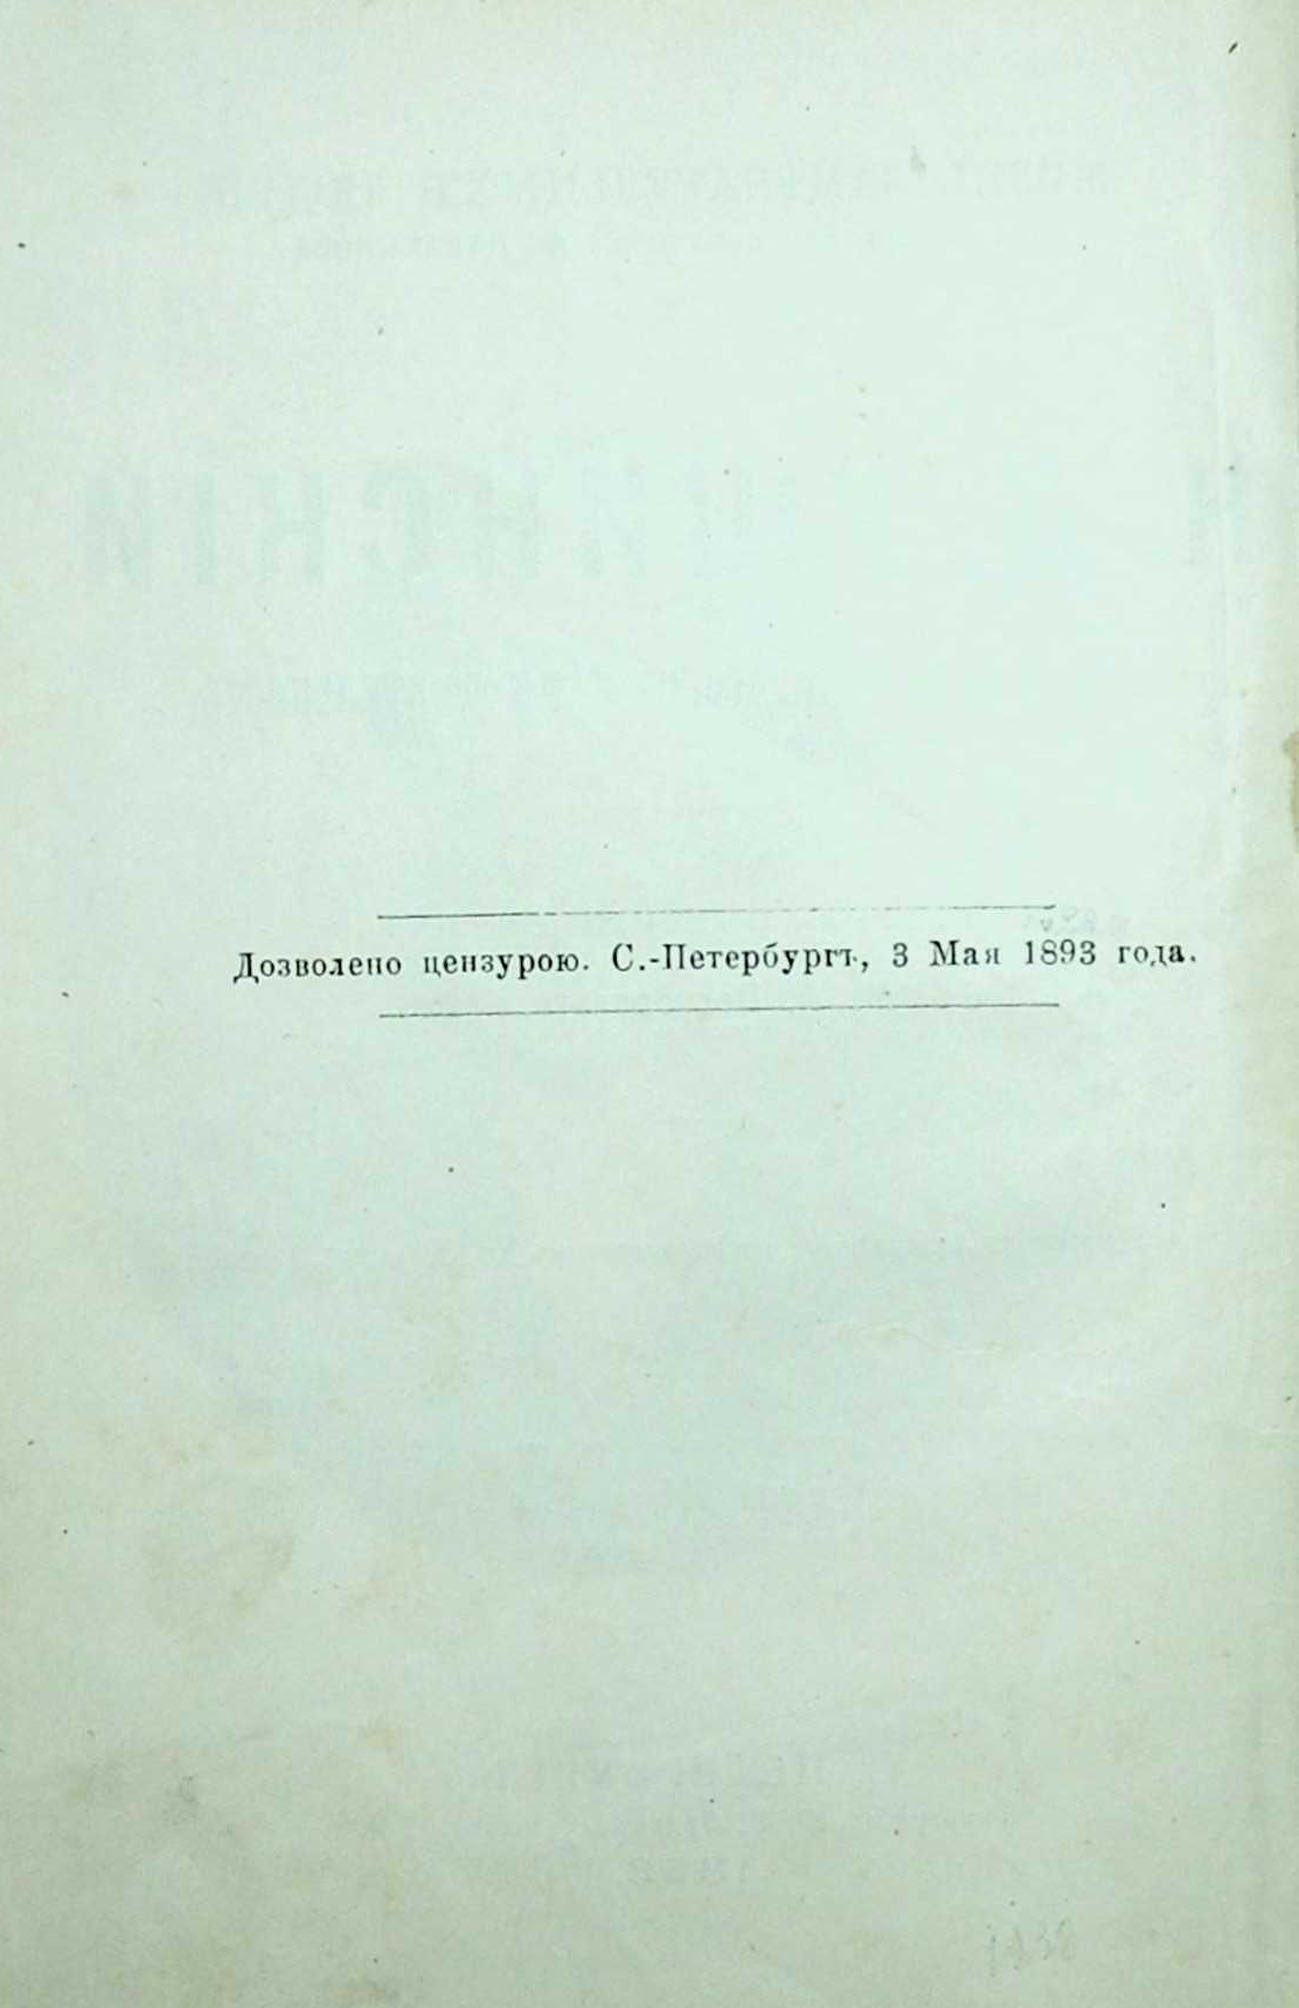 Дозволено цензурою. С.-Петербургъ, 3 Мая 1893 года.